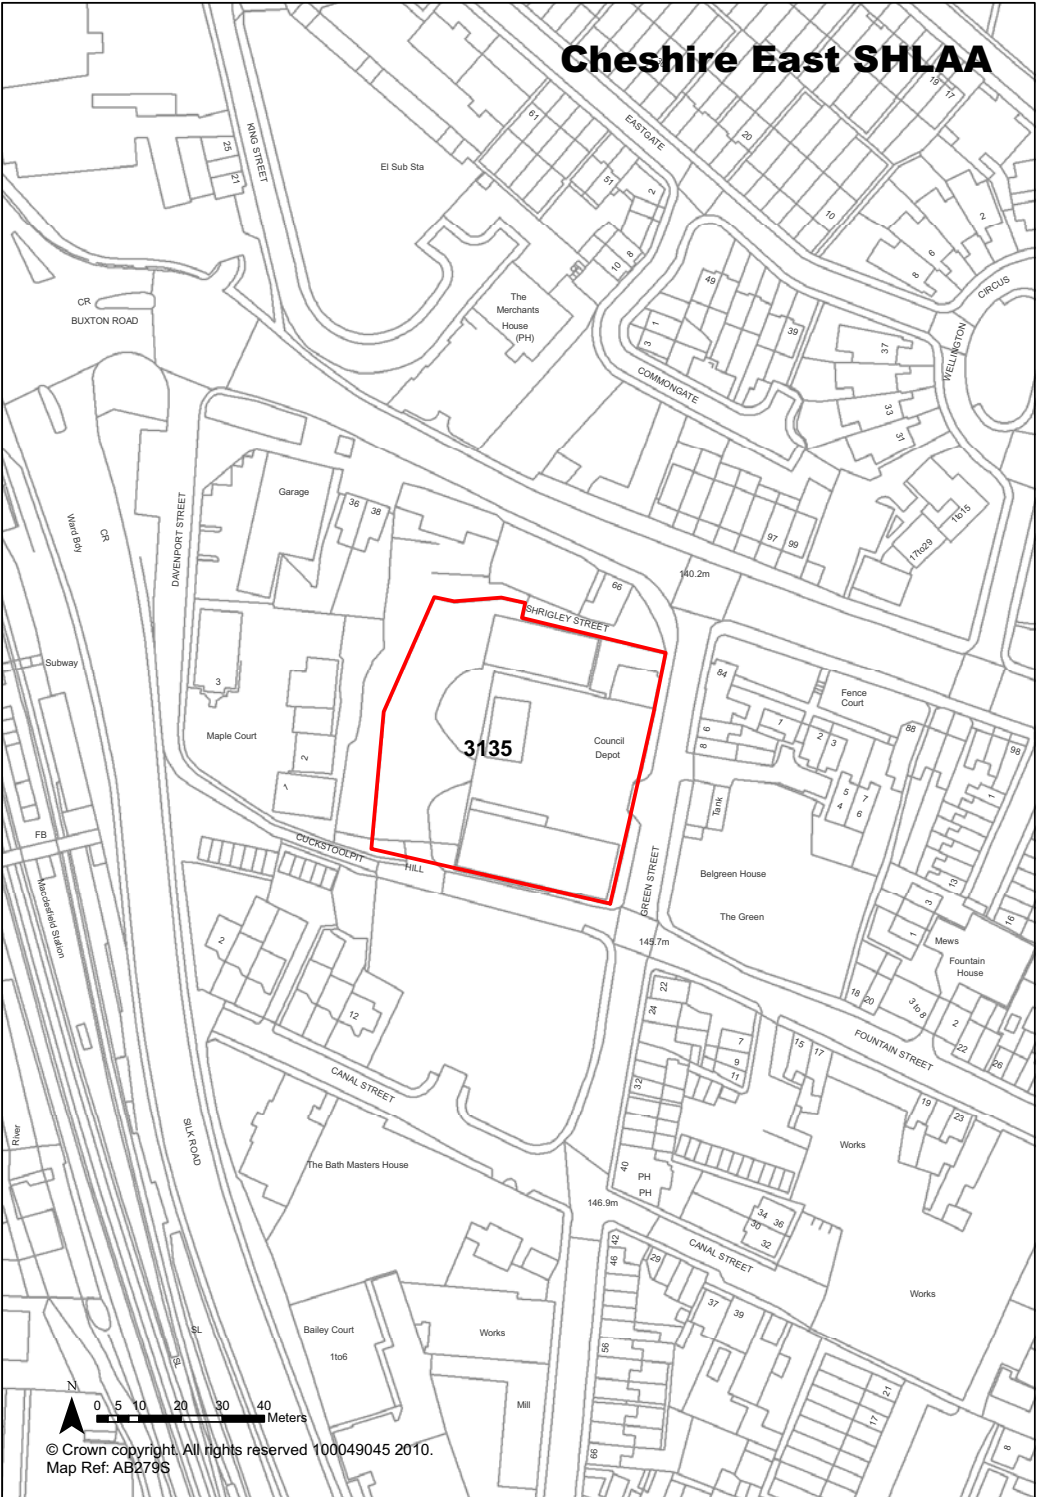 Cheshire East SHLAA
19
17
20
EASTGATE
61
KING STREET
25
21
El Sub Sta
51
2
10
2
6
8
8
10
CIRCUS
WELLINGTON
CR
BUXTON ROAD
The
Merchants
House
(PH)
49
1
3
39
37
COMMONGATE
33
31
Garage
36
38
DAVENPORT STREET
Ward Bdy
CR
1to15
17to29
97
99
140.2m
66
SHRIGLEY STREET
Subway
3
Maple Court
2
1
3135
Council
Depot
84
6
8
Fence
Court
1
2
3
88
98
5
4
7
6
1
Tank
FB
CUCKSTOOLPIT
HILL
GREEN STREET
Belgreen House
The Green
13
16
3
1
Mews
Fountain
House
Macclesfield Station
2
12
145.7m
22
24
18
20
3 to 8
2
22
26
FOUNTAIN STREET
7
9
11
15
17
32
19
23
CANAL STREET
River
SILK ROAD
The Bath Masters House
Works
40
PH
PH
34
36
30
32
146.9m
42
46
29
CANAL STREET
37
39
Works
SL
SL
Bailey Court
1to6
Works
56
Mill
21
17
66
8
N
0 5 10 20 30 40
Meters
© Crown copyright. All rights reserved 100049045 2010.
Map Ref: AB279S